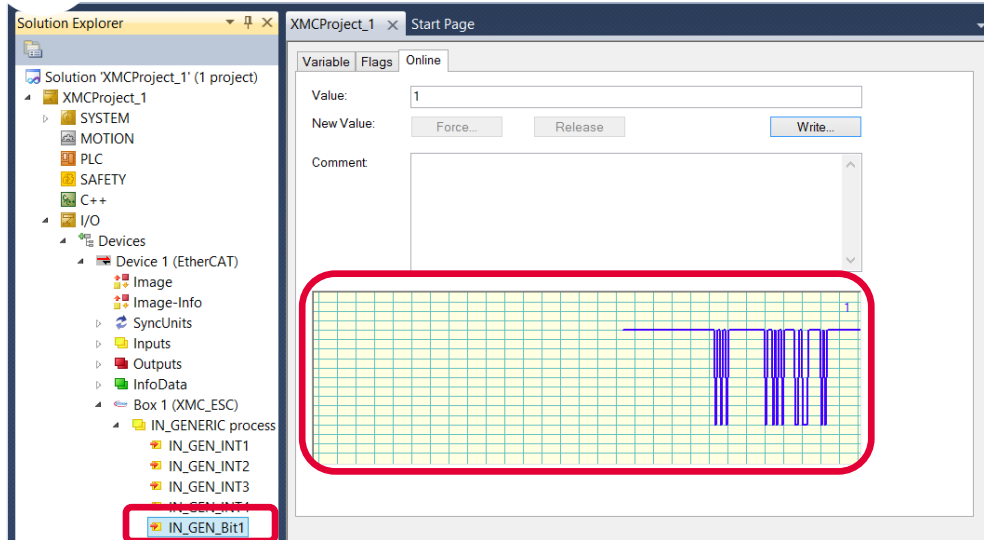 Solution Explorer
XMCProject_1
Start Page
Solution 'XMCProject_1' (1 project)
XMCProject_1
SYSTEM
MOTION
PLC
SAFETY
C++
I/O
Devices
Device 1 (EtherCAT)
Image
Image-Info
SyncUnits
Inputs
Outputs
InfoData
Box 1 (XMC_ESC)
IN_GENERIC process
IN_GEN_INT1
IN_GEN_INT2
IN_GEN_INT3
IN_GEN_INT4
IN_GEN_Bit1
Variable Flags Online
Value: 1
New Value: Force... Release Write...
Comment:
1